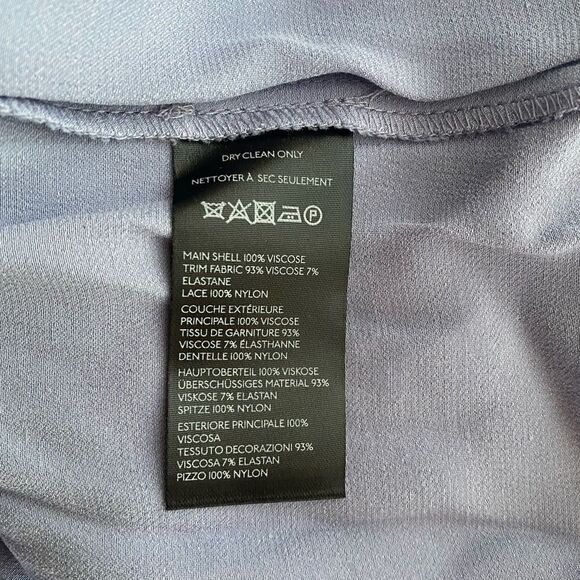 DRY CLEAN ONLY
NETTOYER À SEC SEULEMENT
P
MAIN SHELL 100% VISCOSE
TRIM FABRIC 93% VISCOSE 7%
ELASTANE
LACE 100% NYLON
COUCHE EXTÉRIEURE
PRINCIPALE 100% VISCOSE
TISSU DE GARNITURE 93%
VISCOSE 7% ÉLASTHANNE
DENTELLE 100% NYLON
HAUPTOBERTEIL 100% VISKOSE
ÜBERSCHÜSSIGES MATERIAL 93%
VISKOSE 7% ELASTAN
SPITZE 100% NYLON
ESTERIORE PRINCIPALE 100%
VISCOSA
TESSUTO DECORAZIONI 93%
VISCOSA 7% ELASTAN
PIZZO 100% NYLON